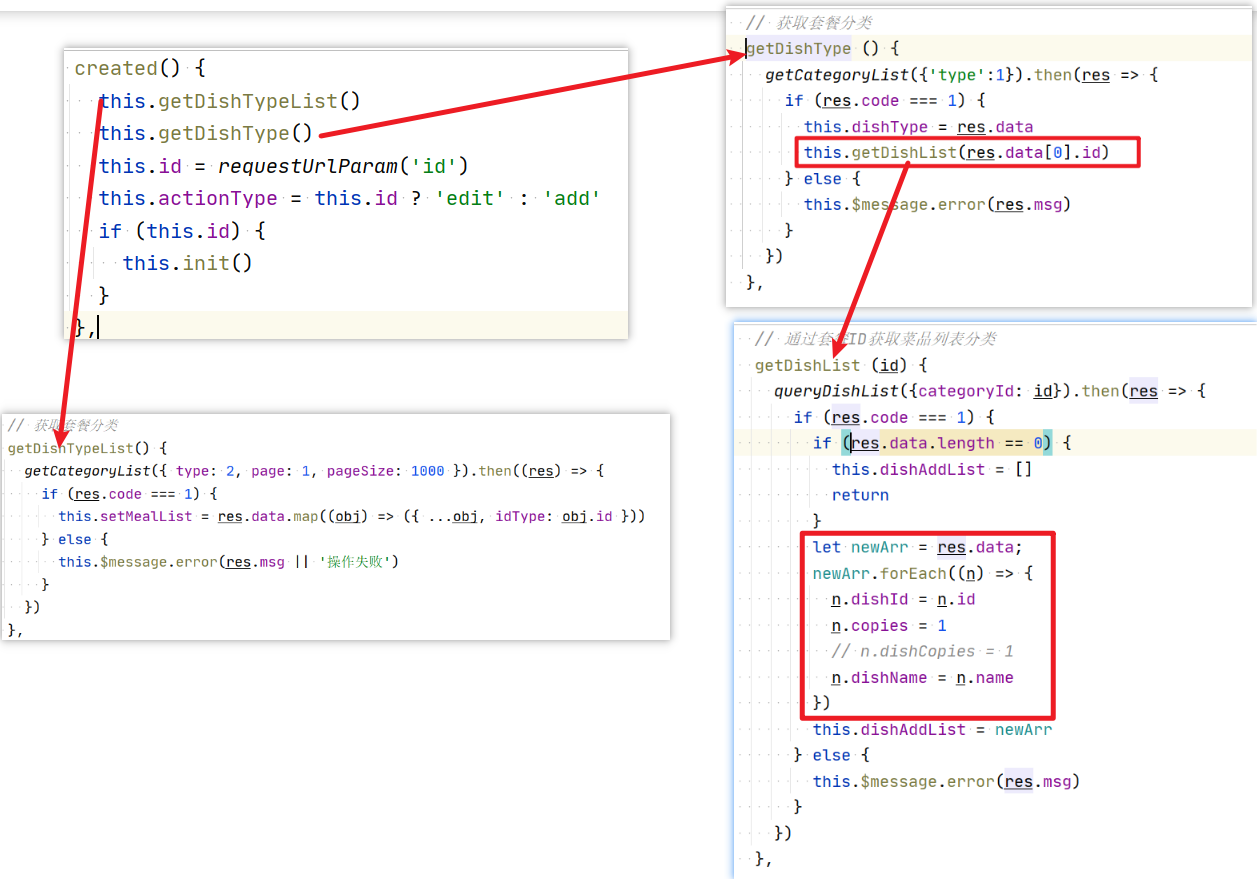 created() {
this.getDishTypeList()
this.getDishType()
this.id = requestUrlParam('id')
this.actionType = this.id ? 'edit' : 'add'
if (this.id) {
this.init()
}
},
// 获取套餐分类
getDishTypeList() {
getCategoryList({ type: 2, page: 1, pageSize: 1000 }).then((res) => {
if (res.code === 1) {
this.setMealList = res.data.map((obj) => ({ ...obj, idType: obj.id }))
} else {
this.$message.error(res.msg || '操作失败')
}
})
},
// 获取套餐分类
getDishType () {
getCategoryList({'type':1}).then(res => {
if (res.code === 1) {
this.dishType = res.data
this.getDishList(res.data[0].id)
} else {
this.$message.error(res.msg)
}
})
},
// 通过套餐ID获取菜品列表分类
getDishList (id) {
queryDishList({categoryId: id}).then(res => {
if (res.code === 1) {
if (res.data.length == 0) {
this.dishAddList = []
return
}
let newArr = res.data;
newArr.forEach((n) => {
n.dishId = n.id
n.copies = 1
// n.dishCopies = 1
n.dishName = n.name
})
this.dishAddList = newArr
} else {
this.$message.error(res.msg)
}
})
},